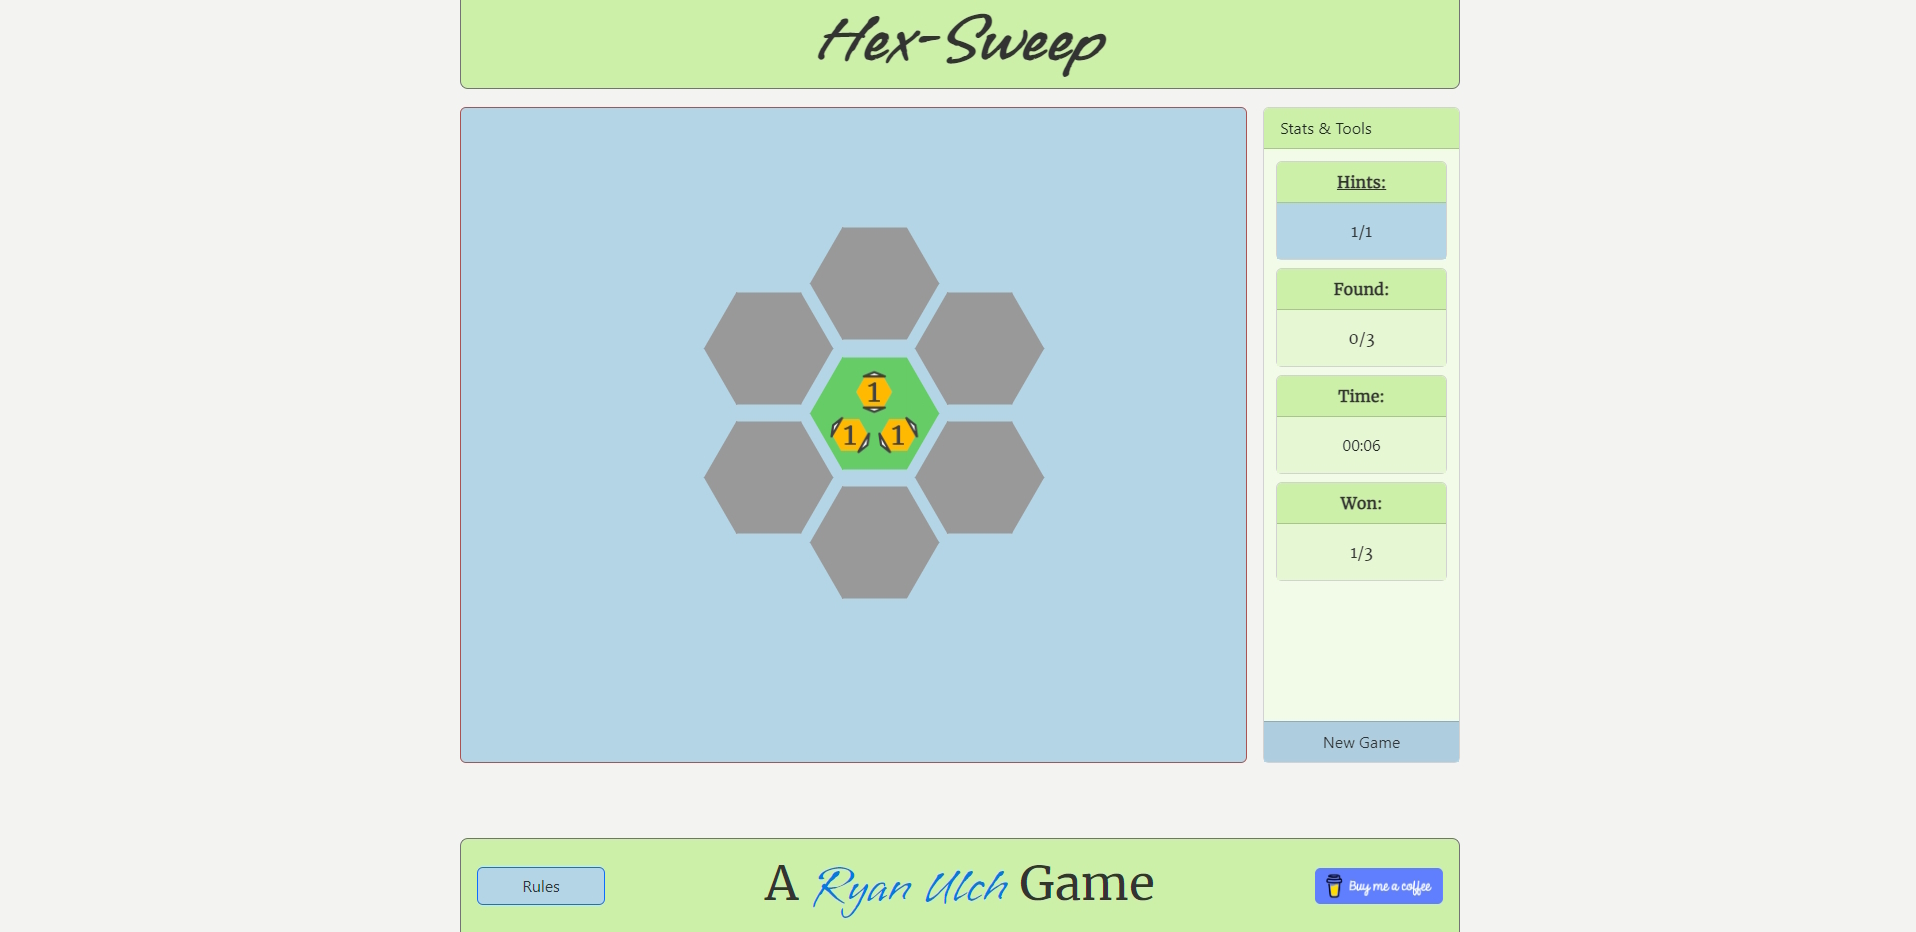 Hex-Sweep
Stats & Tools
Hints:
1/1
Found:
0/3
Time:
00:06
Won:
1/3
1
1 1
New Game
Rules
A Ryan Ulch Game
Buy me a coffee